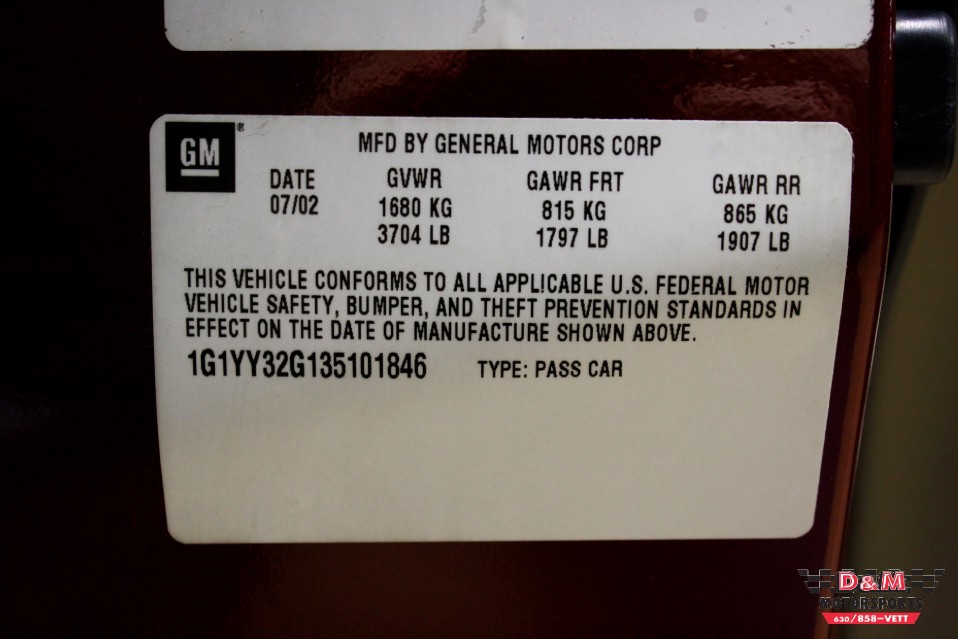 GM®
MFD BY GENERAL MOTORS CORP
DATE GVWR GAWR FRT GAWR RR
07/02 1680 KG 815 KG 865 KG
3704 LB 1797 LB 1907 LB
THIS VEHICLE CONFORMS TO ALL APPLICABLE U.S. FEDERAL MOTOR
VEHICLE SAFETY, BUMPER, AND THEFT PREVENTION STANDARDS IN
EFFECT ON THE DATE OF MANUFACTURE SHOWN ABOVE.
1G1YY32G135101846 TYPE: PASS CAR
D&M
MOTORSPORTS
630/858-VETT